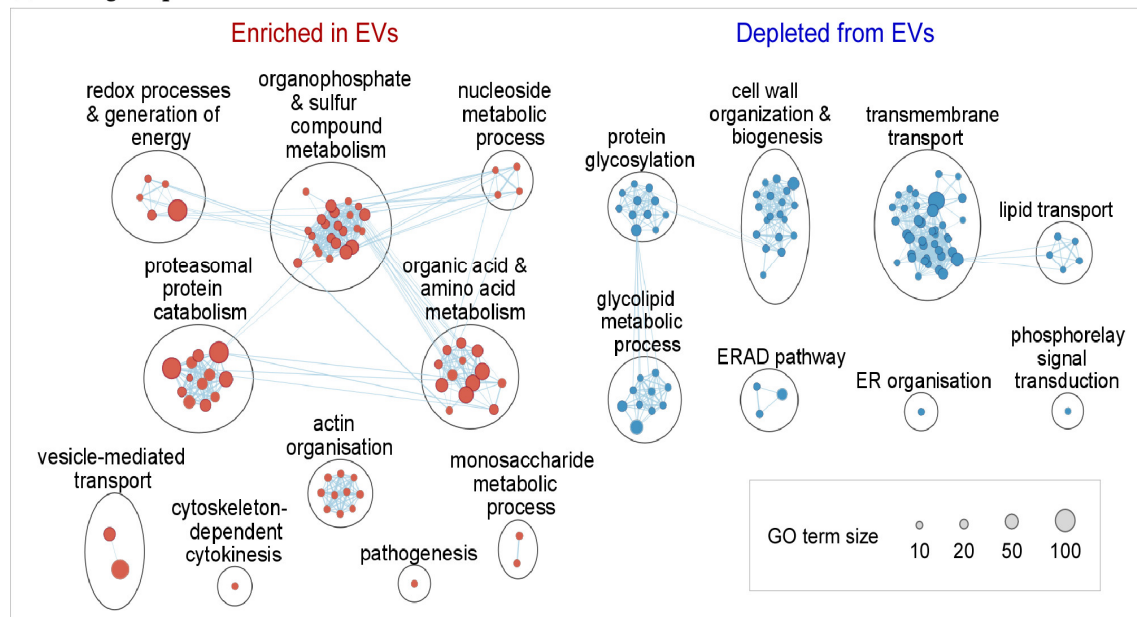 Enriched in EVs
Depleted from EVs
redox processes
& generation of
energy
organophosphate
& sulfur
compound
metabolism
nucleoside
metabolic
process
protein
glycosylation
cell wall
organization &
biogenesis
transmembrane
transport
lipid transport
proteasomal
protein
catabolism
organic acid &
amino acid
metabolism
glycolipid
metabolic
process
ERAD pathway
ER organisation
phosphorelay
signal
transduction
vesicle-mediated
transport
cytoskeleton-
dependent
cytokinesis
actin
organisation
pathogenesis
monosaccharide
metabolic
process
GO term size
10 20 50 100